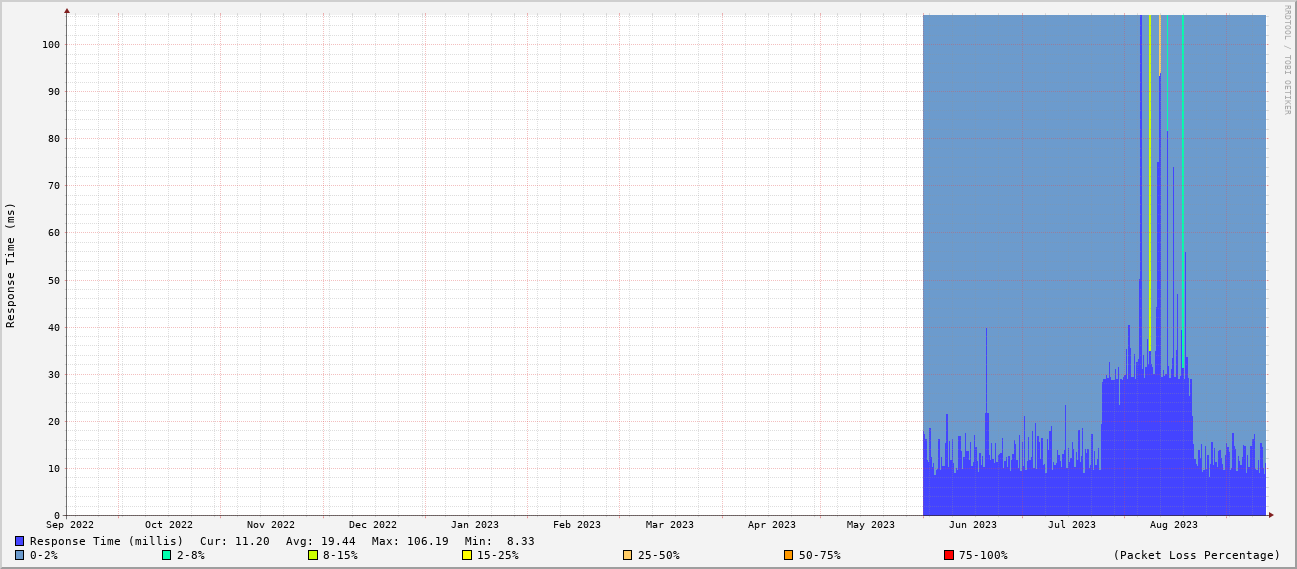 RRDTOOL / TOBI OETIKER
Response Time (ms)
100
90
80
70
60
50
40
30
20
10
0
Sep 2022 Oct 2022 Nov 2022 Dec 2022 Jan 2023 Feb 2023 Mar 2023 Apr 2023 May 2023 Jun 2023 Jul 2023 Aug 2023
Response Time (millis) Cur: 11.20 Avg: 19.44 Max: 106.19 Min: 8.33
0-2% 2-8% 8-15% 15-25% 25-50% 50-75% 75-100% (Packet Loss Percentage)